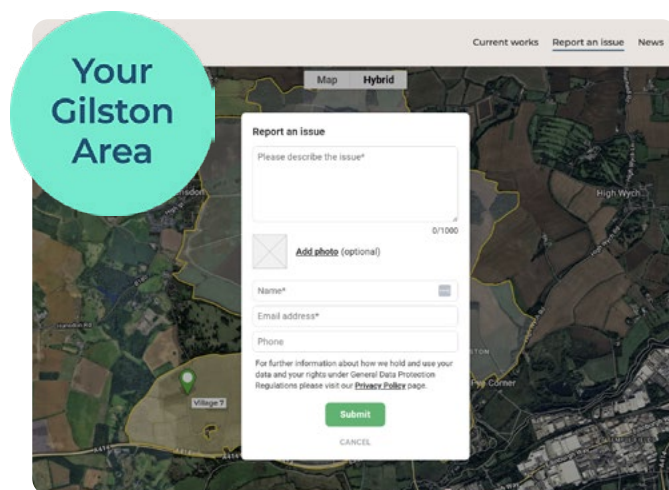 Your
Gilston
Area
Current works
Report an issue
News
Map
Hybrid
Report an issue
Please describe the issue*
0/1000
Add photo (optional)
Name*
Email address*
Phone
For further information about how we hold and use your
data and your rights under General Data Protection
Regulations please visit our Privacy Policy page.
Submit
CANCEL
High Wych
Pye Corner
Village 7
A414
A414